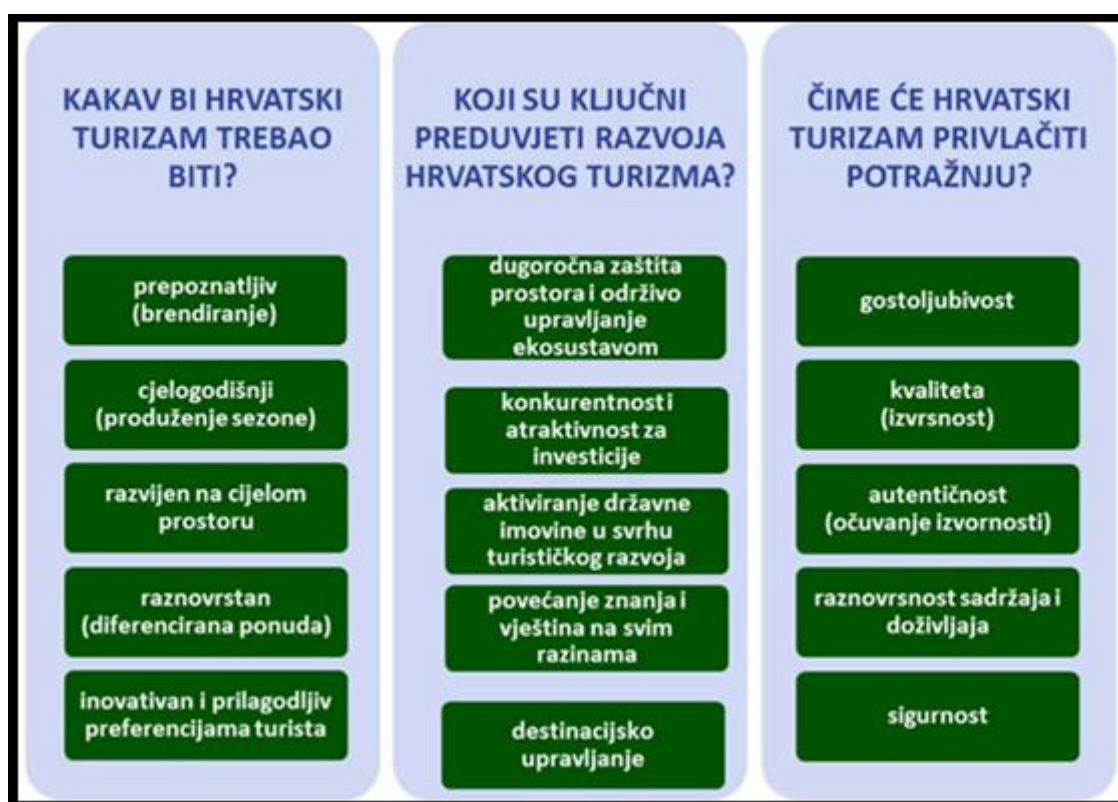 KAKAV BI HRVATSKI
TURIZAM TREBAO
BITI?
prepoznatljiv
(brendiranje)
cjelogodišnji
(produženje sezone)
razvijen na cijelom
prostoru
raznovrstan
(diferencirana ponuda)
inovativan i prilagodljiv
preferencijama turista
KOJI SU KLJUČNI
PREDUVJETI RAZVOJA
HRVATSKOG TURIZMA?
dugoročna zaštita
prostora i održivo
upravljanje
ekosustavom
konkurentnost i
atraktivnost za
investicije
aktiviranje državne
imovine u svrhu
turističkog razvoja
povećanje znanja i
vještina na svim
razinama
destinacijsko
upravljanje
ČIME ĆE HRVATSKI
TURIZAM PRIVLAČITI
POTRAŽNJU?
gostoljubivost
kvaliteta
(izvrsnost)
autentičnost
(očuvanje izvornosti)
raznovrsnost sadržaja i
doživljaja
sigurnost